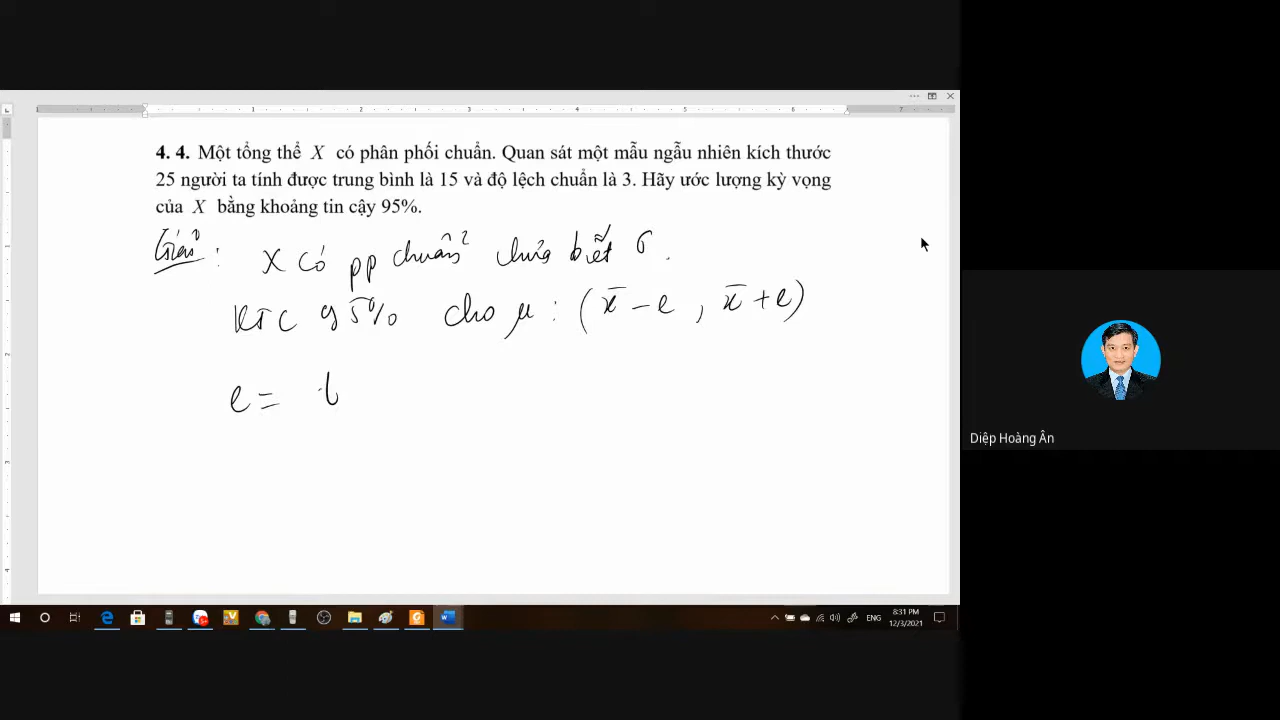 4. 4. Một tổng thể X có phân phối chuẩn. Quan sát một mẫu ngẫu nhiên kích thước
25 người ta tính được trung bình là 15 và độ lệch chuẩn là 3. Hãy ước lượng kỳ vọng
của X bằng khoảng tin cậy 95%.
Giải: X có pp chuẩn chưa biết σ.
KTC 95% cho μ : (x̄ − e, x̄ + e)
e = t
Diệp Hoàng Ân
ENG
8:31 PM
12/3/2021